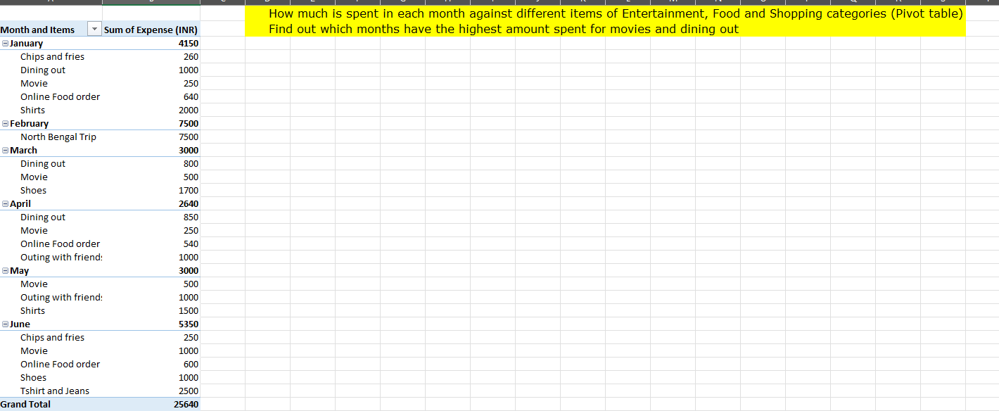 How much is spent in each month against different items of Entertainment, Food and Shopping categories (Pivot table)
Find out which months have the highest amount spent for movies and dining out
Month and Items Sum of Expense (INR)
January 4150
Chips and fries 260
Dining out 1000
Movie 250
Online Food order 640
Shirts 2000
February 7500
North Bengal Trip 7500
March 3000
Dining out 800
Movie 500
Shoes 1700
April 2640
Dining out 850
Movie 250
Online Food order 540
Outing with friends 1000
May 3000
Movie 500
Outing with friends 1000
Shirts 1500
June 5350
Chips and fries 250
Movie 1000
Online Food order 600
Shoes 1000
Tshirt and Jeans 2500
Grand Total 25640